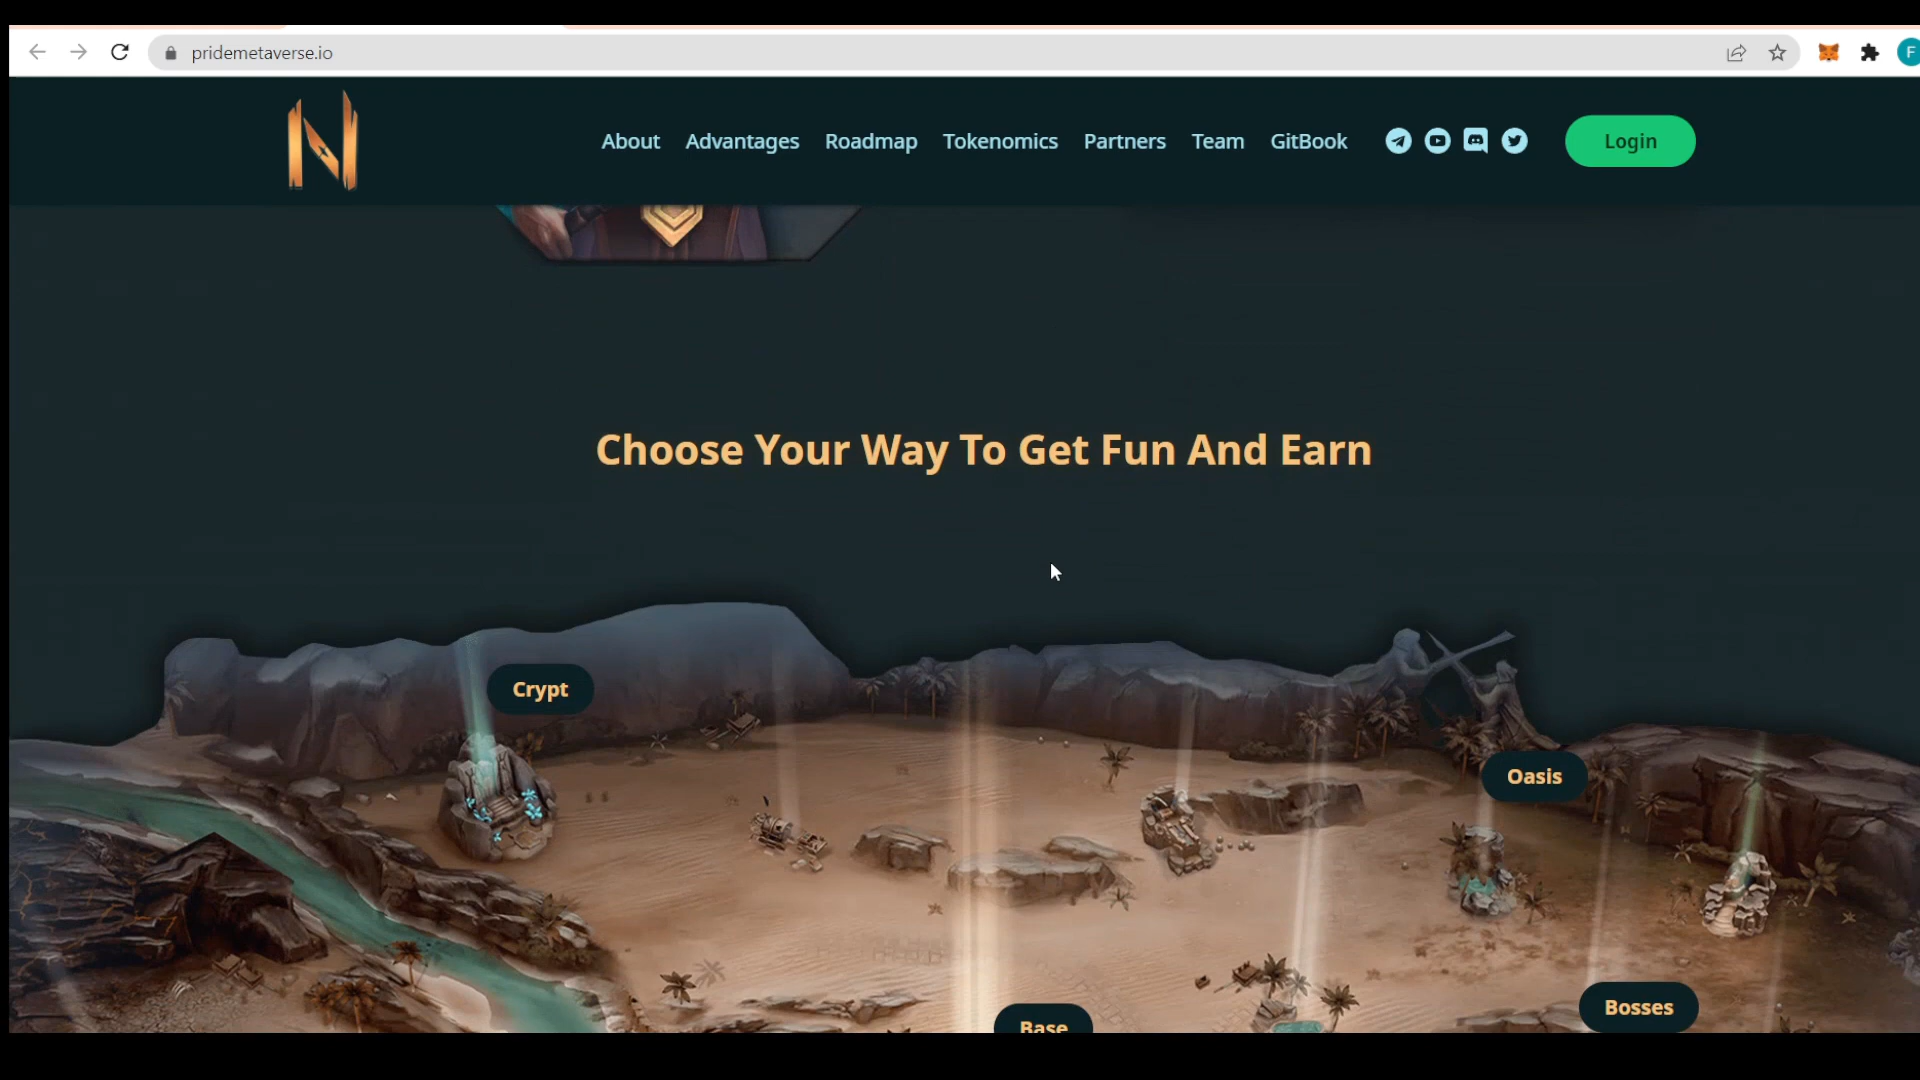 pridemetaverse.io
F
N
About Advantages Roadmap Tokenomics Partners Team GitBook
Login
Choose Your Way To Get Fun And Earn
Crypt
Oasis
Bosses
Base